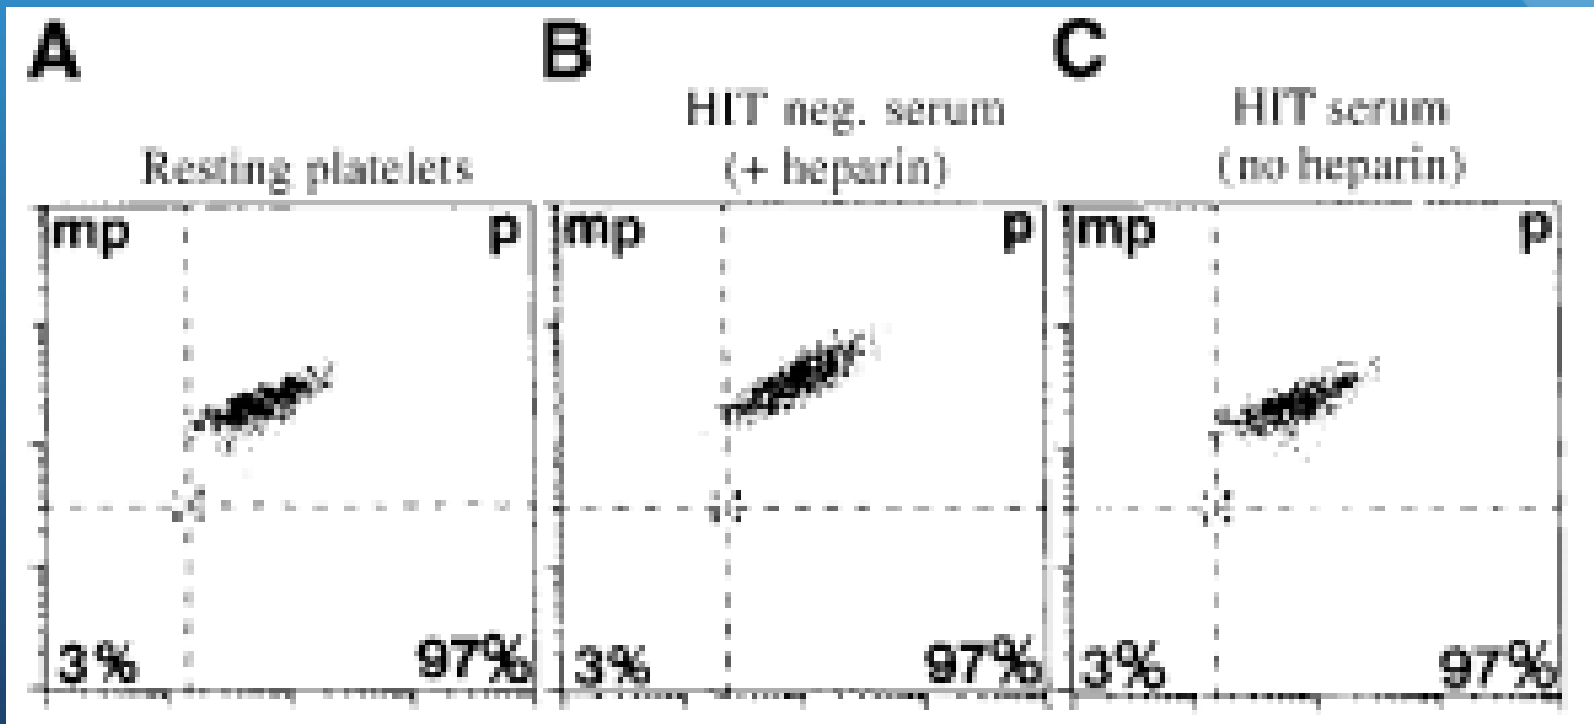 A
B
C
Resting platelets
HIT neg. serum
(+ heparin)
HIT serum
(no heparin)
mp
p
3%
97%
mp
p
3%
97%
mp
p
3%
97%